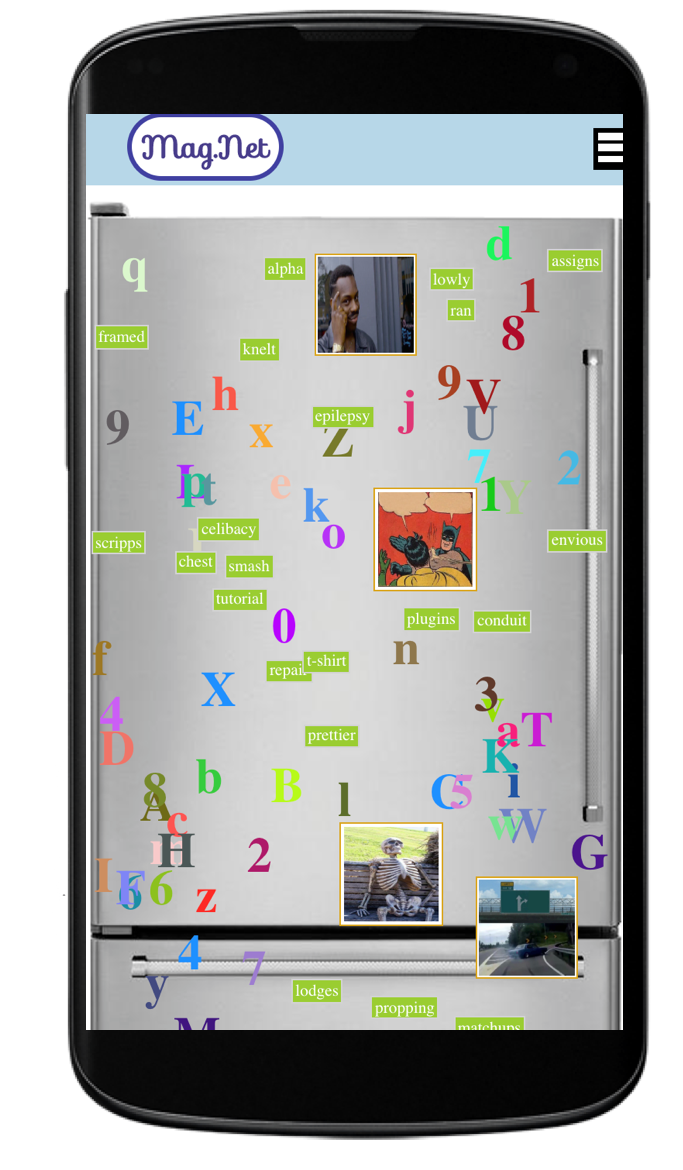 Mag.Net
d
q
alpha
lowly
assigns
1
ran
8
framed
knelt
9
V
h
j
E
9
x
epilepsy
Z
U
7
2
p
t
e
1
Y
k
o
celibacy
scripps
envious
chest
smash
tutorial
0
plugins
conduit
n
f
repair
t-shirt
X
3
v
4
a
T
D
prettier
K
b
B
i
8
l
C
5
A
c
w
W
H
2
G
I
F
6
6
z
r
4
7
y
lodges
propping
M
matchups